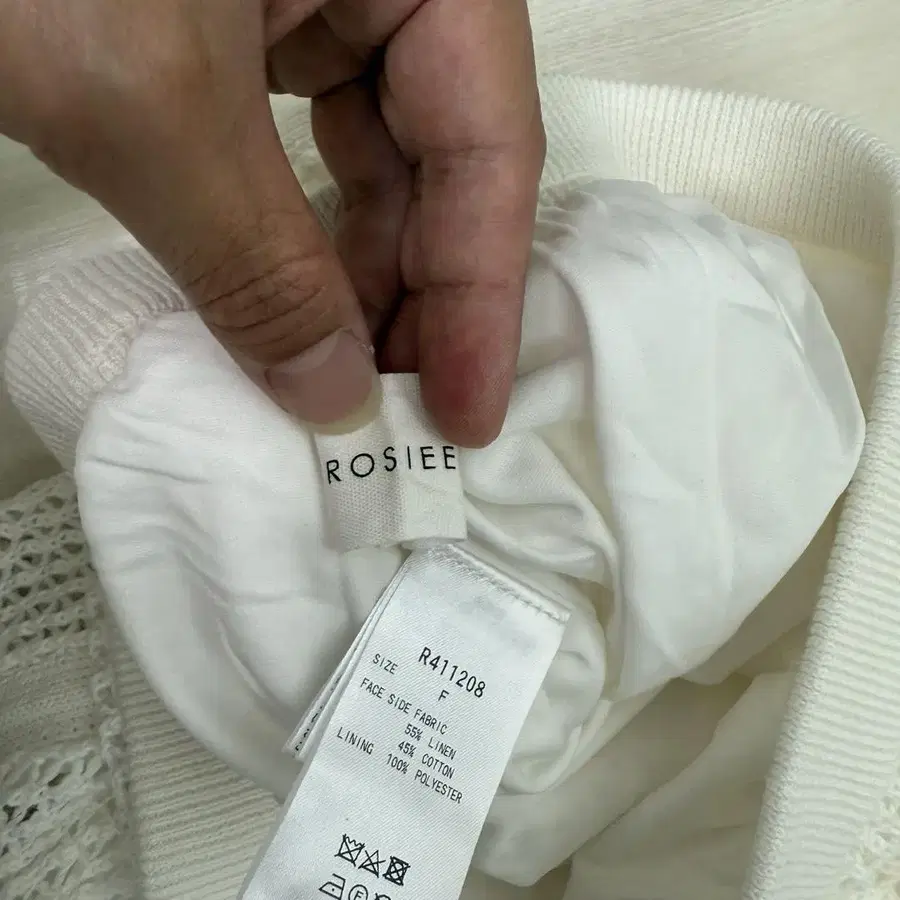 ROSIEE
R411208
SIZE F
FACE SIDE FABRIC
55% LINEN
45% COTTON
LINING 100% POLYESTER
F